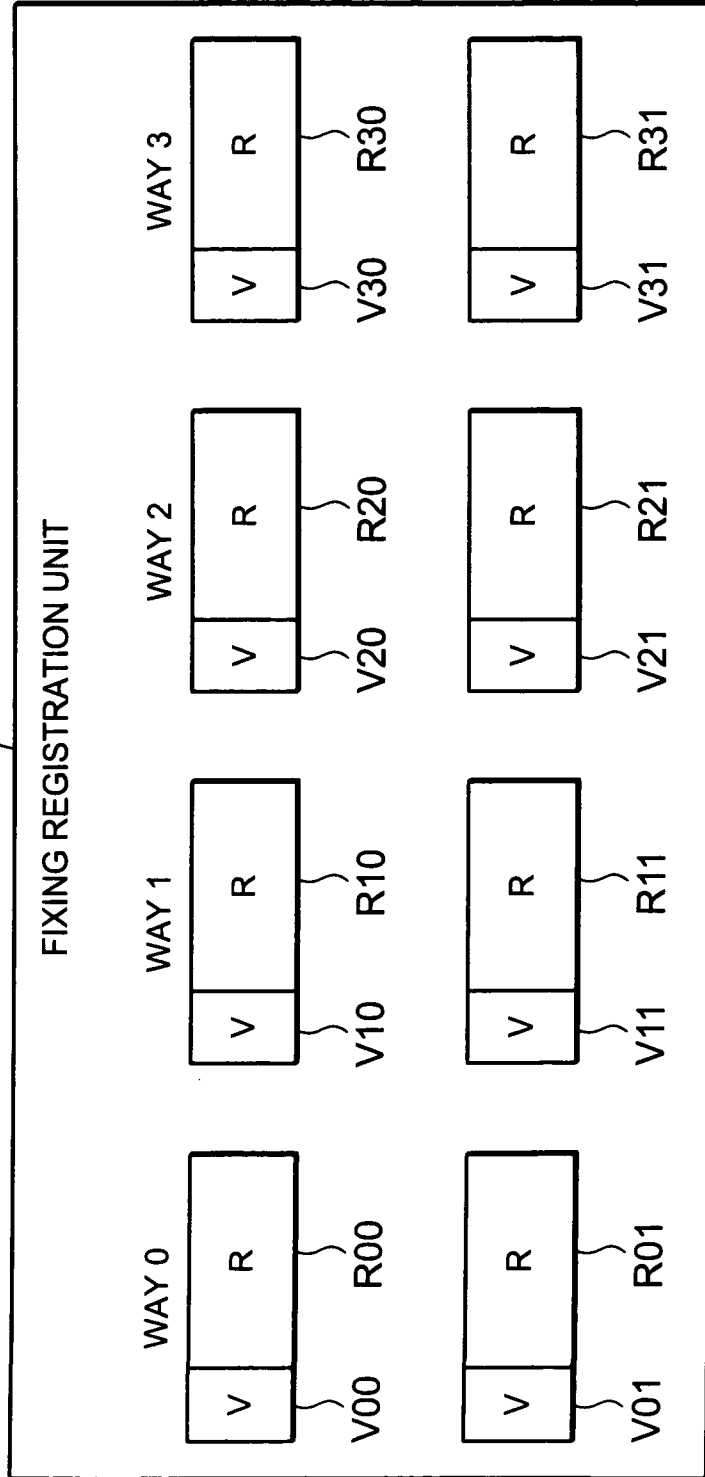 FIXING REGISTRATION UNIT
WAY 0 WAY 1 WAY 2 WAY 3
V R V R V R V R
V00 R00 V10 R10 V20 R20 V30 R30
V R V R V R V R
V01 R01 V11 R11 V21 R21 V31 R31